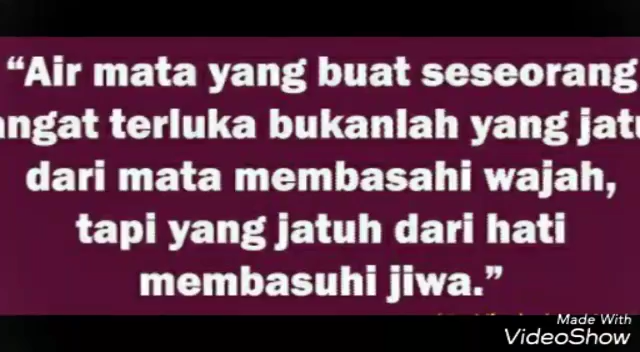 “Air mata yang buat seseorang
angat terluka bukanlah yang jatu
dari mata membasahi wajah,
tapi yang jatuh dari hati
membasuhi jiwa.”
Made With
VideoShow